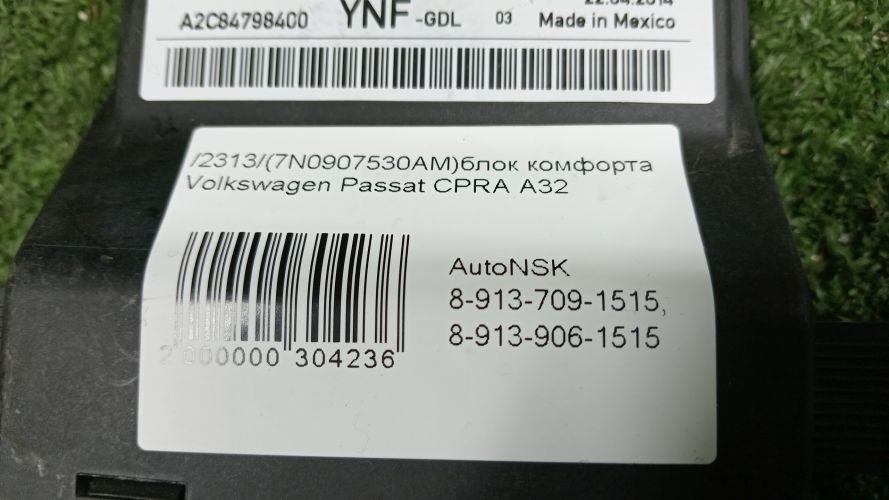 A2C84798400 YNF -GDL 03 Made in Mexico
/2313/(7N0907530AM)блок комфорта
Volkswagen Passat CPRA A32
AutoNSK
8-913-709-1515,
8-913-906-1515
2 000000 304236